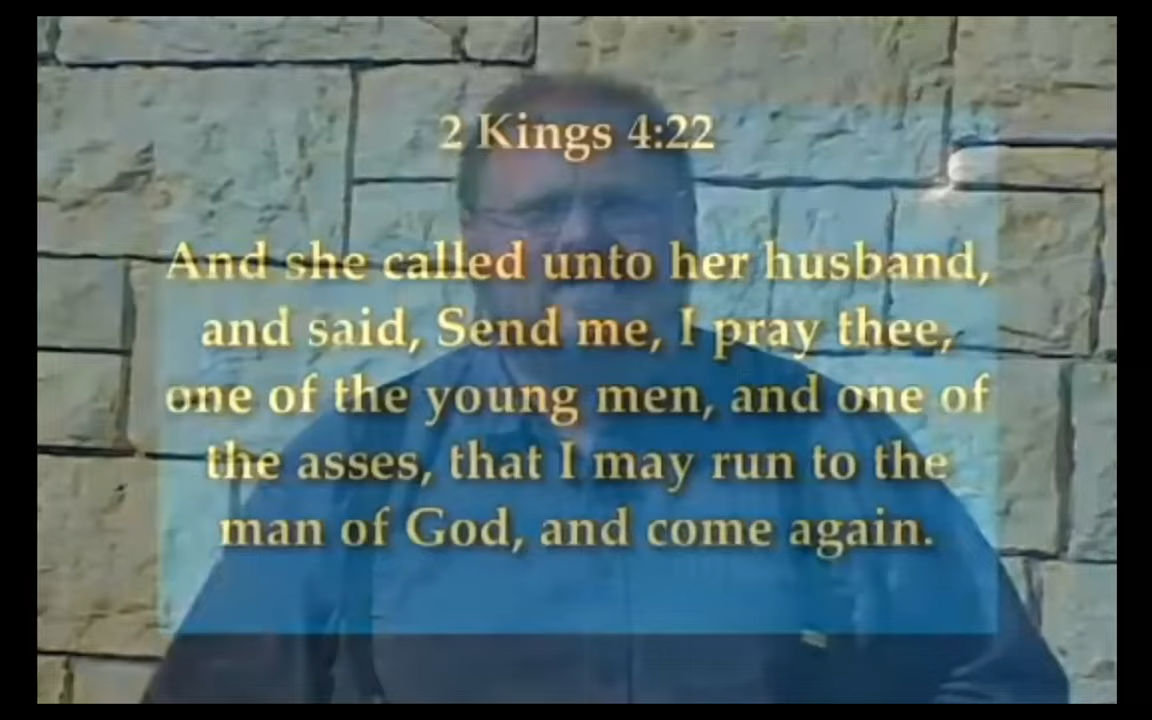 2 Kings 4:22
And she called unto her husband,
and said, Send me, I pray thee,
one of the young men, and one of
the asses, that I may run to the
man of God, and come again.